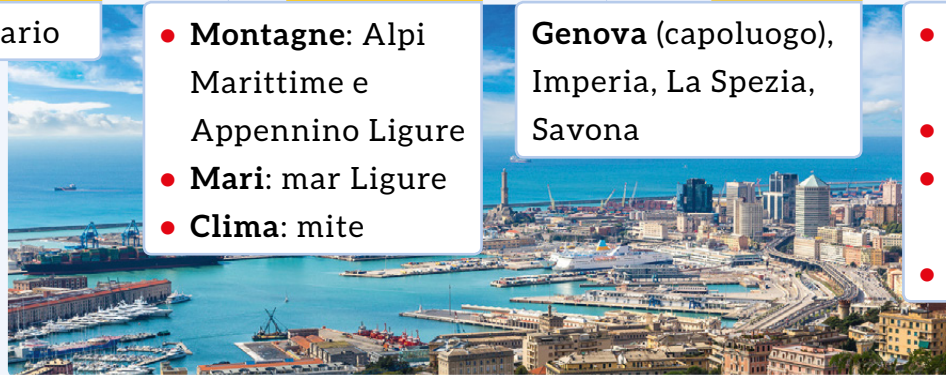 ario
• Montagne: Alpi
Marittime e
Appennino Ligure
• Mari: mar Ligure
• Clima: mite
Genova (capoluogo),
Imperia, La Spezia,
Savona